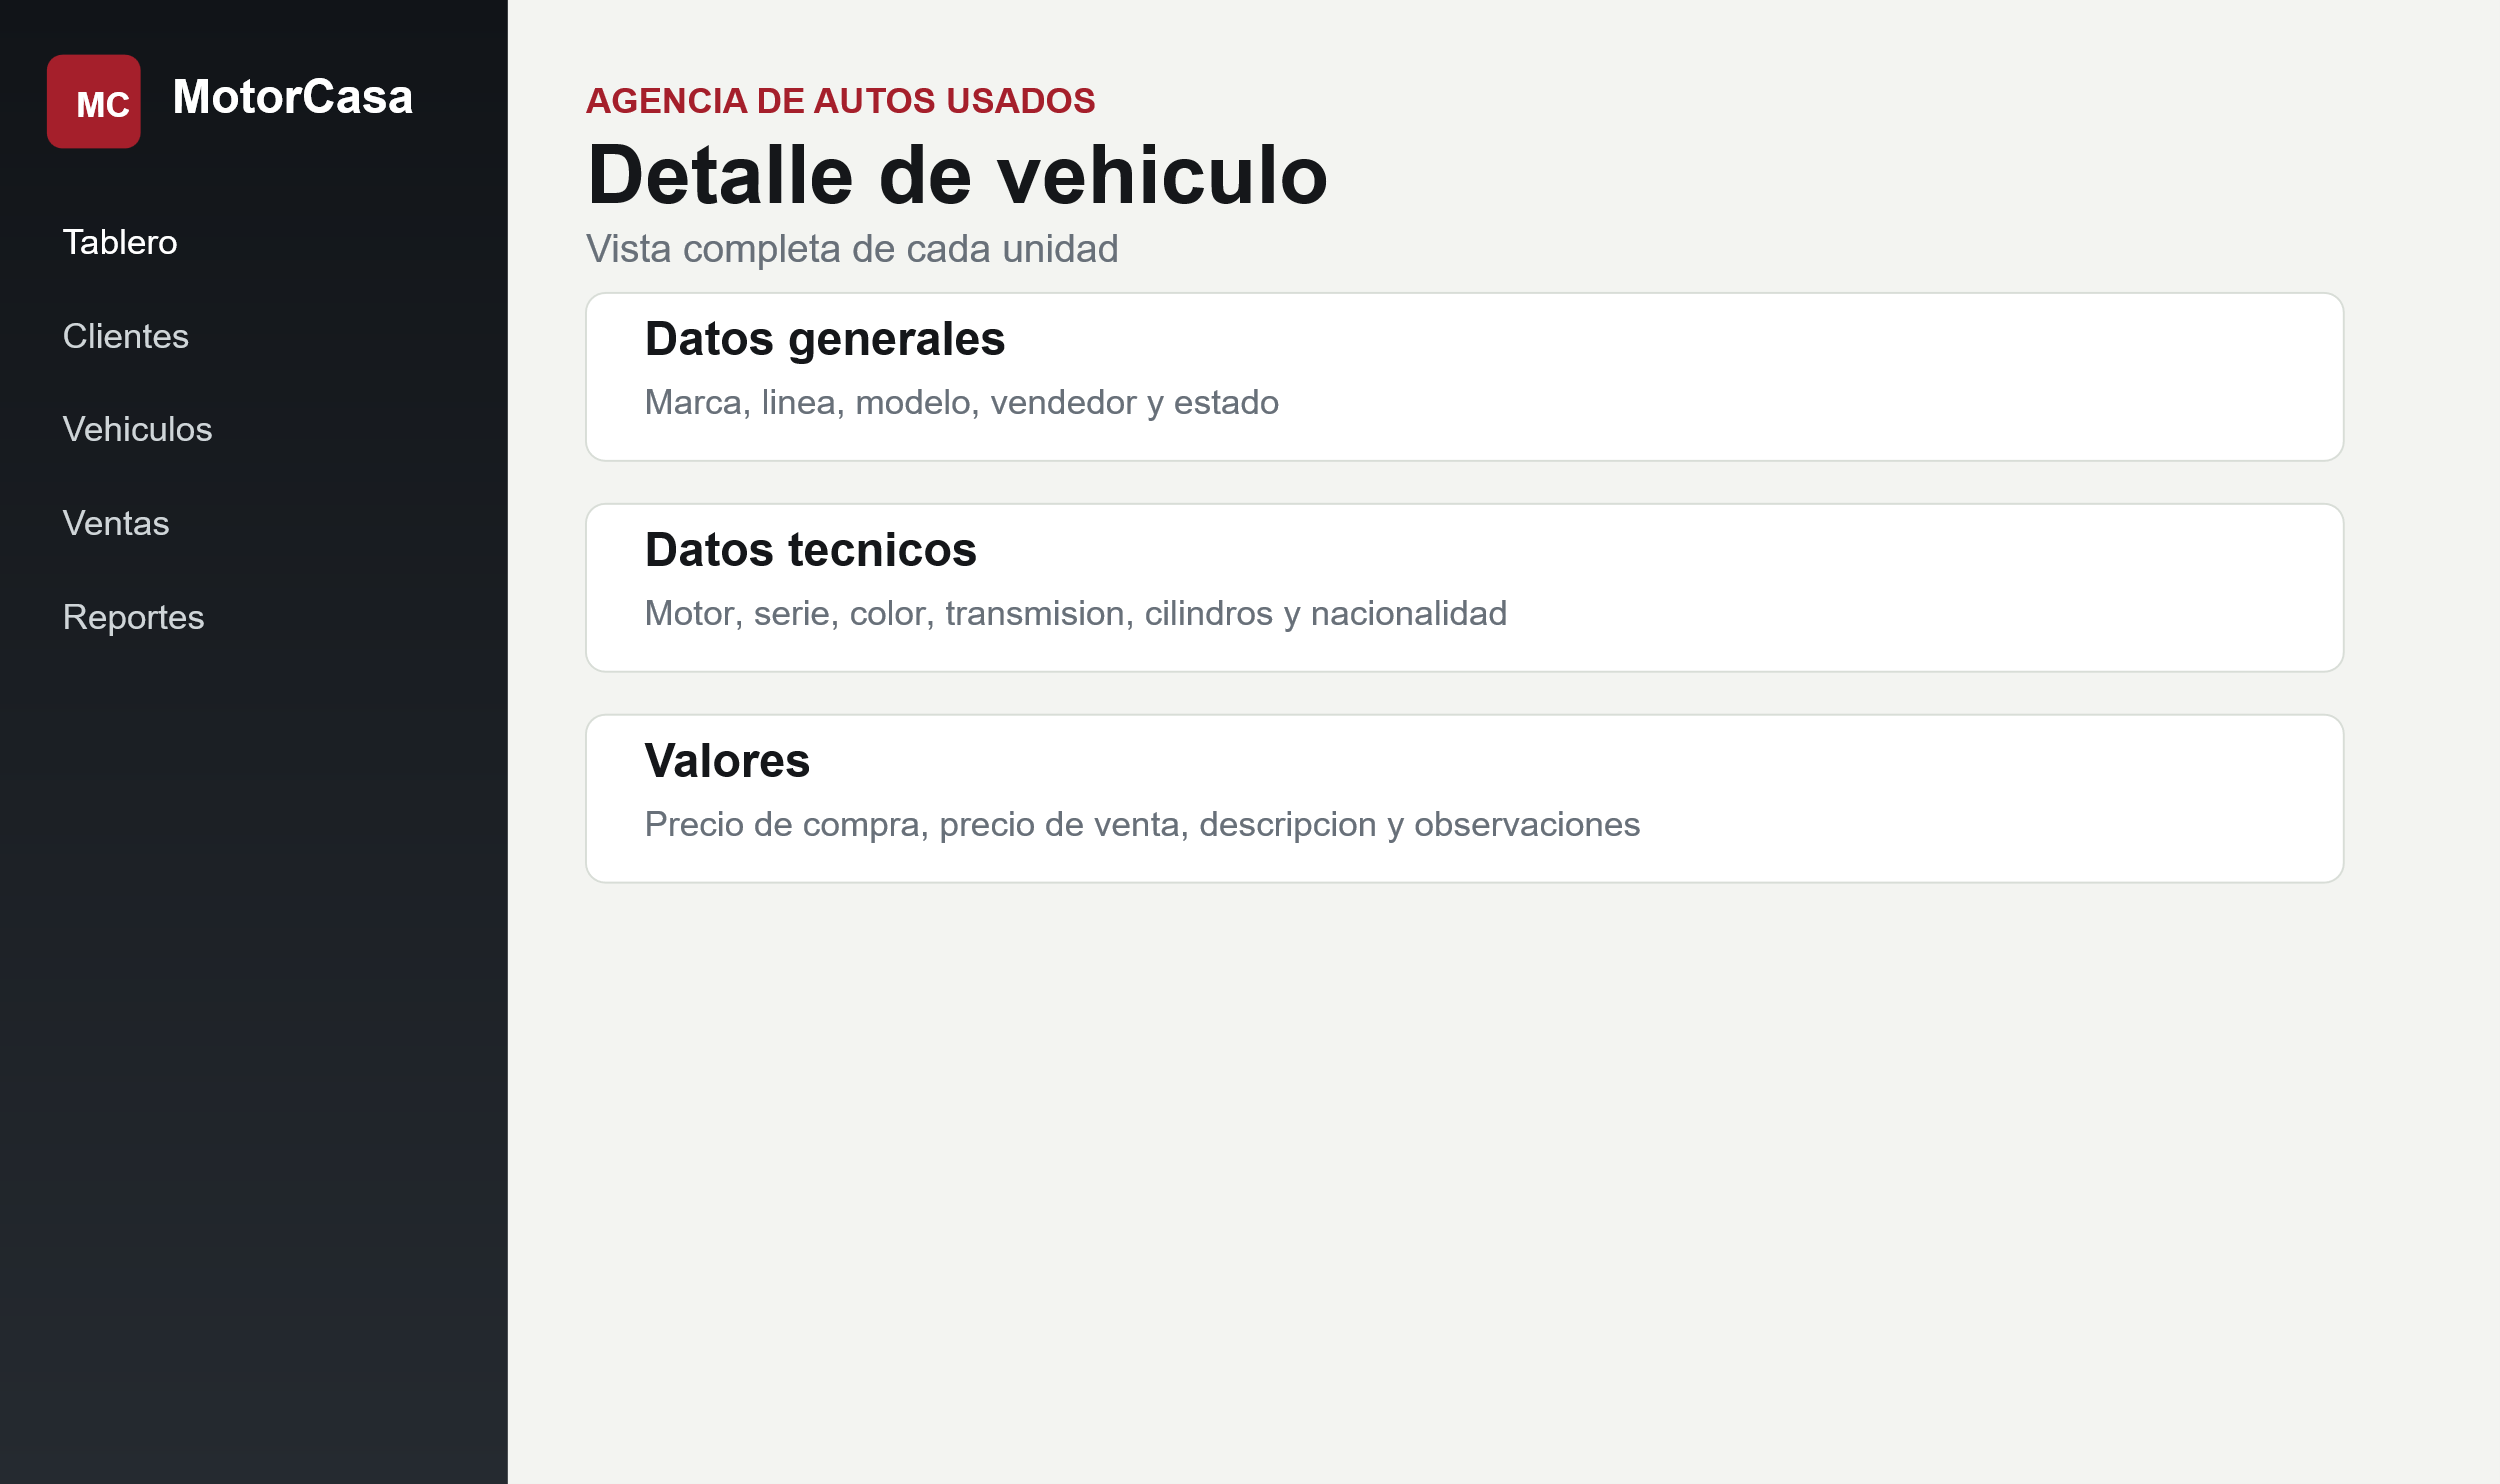 MC
MotorCasa
Tablero
Clientes
Vehiculos
Ventas
Reportes
AGENCIA DE AUTOS USADOS
Detalle de vehiculo
Vista completa de cada unidad
Datos generales
Marca, linea, modelo, vendedor y estado
Datos tecnicos
Motor, serie, color, transmision, cilindros y nacionalidad
Valores
Precio de compra, precio de venta, descripcion y observaciones